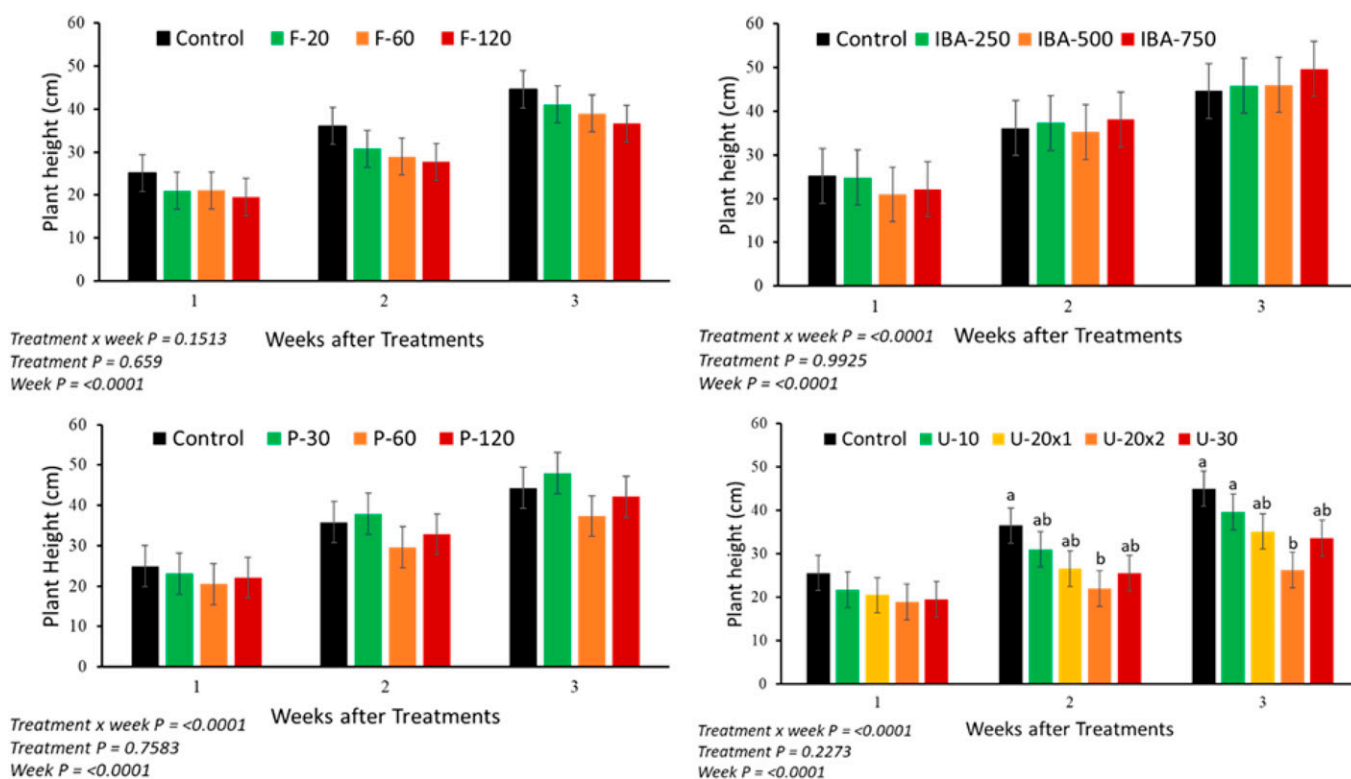 Control F-20 F-60 F-120
Plant height (cm)
60
50
40
30
20
10
0
1 2 3
Weeks after Treatments
Treatment x week P = 0.1513
Treatment P = 0.659
Week P = <0.0001
Control IBA-250 IBA-500 IBA-750
Plant height (cm)
60
50
40
30
20
10
0
1 2 3
Weeks after Treatments
Treatment x week P = <0.0001
Treatment P = 0.9925
Week P = <0.0001
Control P-30 P-60 P-120
Plant Height (cm)
60
50
40
30
20
10
0
1 2 3
Weeks after Treatments
Treatment x week P = <0.0001
Treatment P = 0.7583
Week P = <0.0001
Control U-10 U-20x1 U-20x2 U-30
Plant height (cm)
60
50
40
30
20
10
0
a ab ab b ab
a a ab b ab
1 2 3
Weeks after Treatments
Treatment x week P = <0.0001
Treatment P = 0.2273
Week P = <0.0001